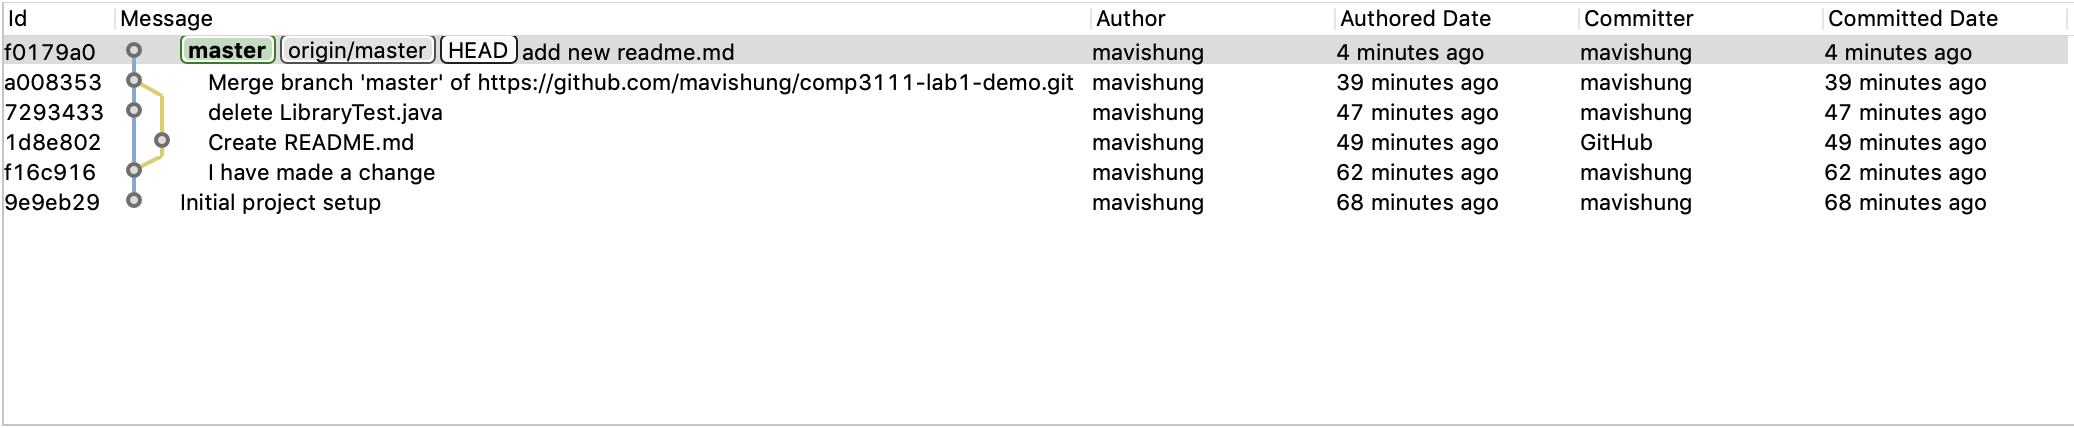 Id Message Author Authored Date Committer Committed Date
f0179a0 master origin/master HEAD add new readme.md mavishung 4 minutes ago mavishung 4 minutes ago
a008353 Merge branch 'master' of https://github.com/mavishung/comp3111-lab1-demo.git mavishung 39 minutes ago mavishung 39 minutes ago
7293433 delete LibraryTest.java mavishung 47 minutes ago mavishung 47 minutes ago
1d8e802 Create README.md mavishung 49 minutes ago GitHub 49 minutes ago
f16c916 I have made a change mavishung 62 minutes ago mavishung 62 minutes ago
9e9eb29 Initial project setup mavishung 68 minutes ago mavishung 68 minutes ago